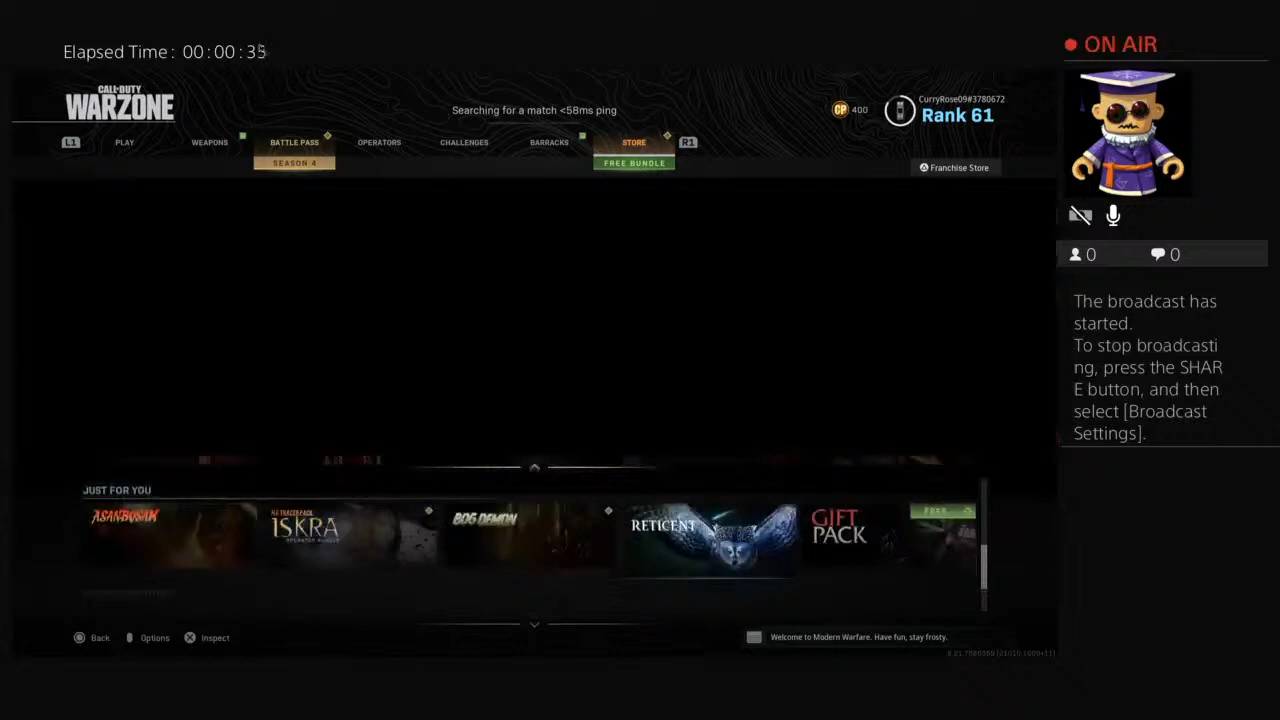 Elapsed Time: 00:00:35
ON AIR
CALL OF DUTY
WARZONE
Searching for a match <58ms ping
CP 400
CurryRose09#3780672
Rank 61
L1 PLAY WEAPONS BATTLE PASS OPERATORS CHALLENGES BARRACKS STORE R1
SEASON 4 FREE BUNDLE
Franchise Store
0 0
The broadcast has
started.
To stop broadcasti
ng, press the SHAR
E button, and then
select [Broadcast
Settings].
JUST FOR YOU
ASANBOSAM
ISKRA
OPERATOR BUNDLE
BOG DEMON
RETICENT
GIFT
PACK
FREE
Back Options Inspect
Welcome to Modern Warfare. Have fun, stay frosty.